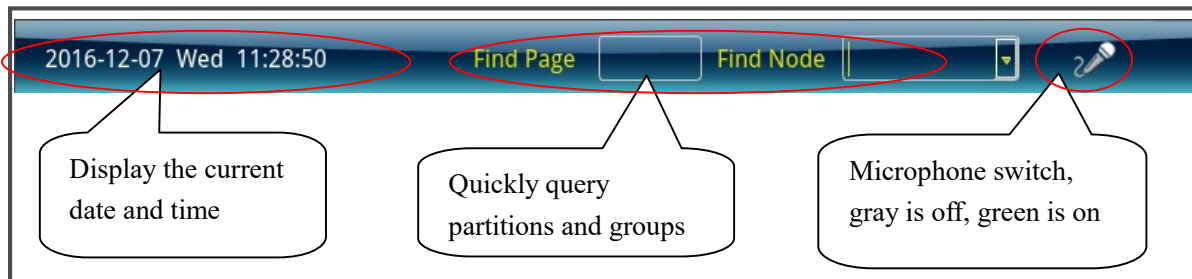 2016-12-07 Wed 11:28:50 Find Page Find Node
Display the current
date and time
Quickly query
partitions and groups
Microphone switch,
gray is off, green is on